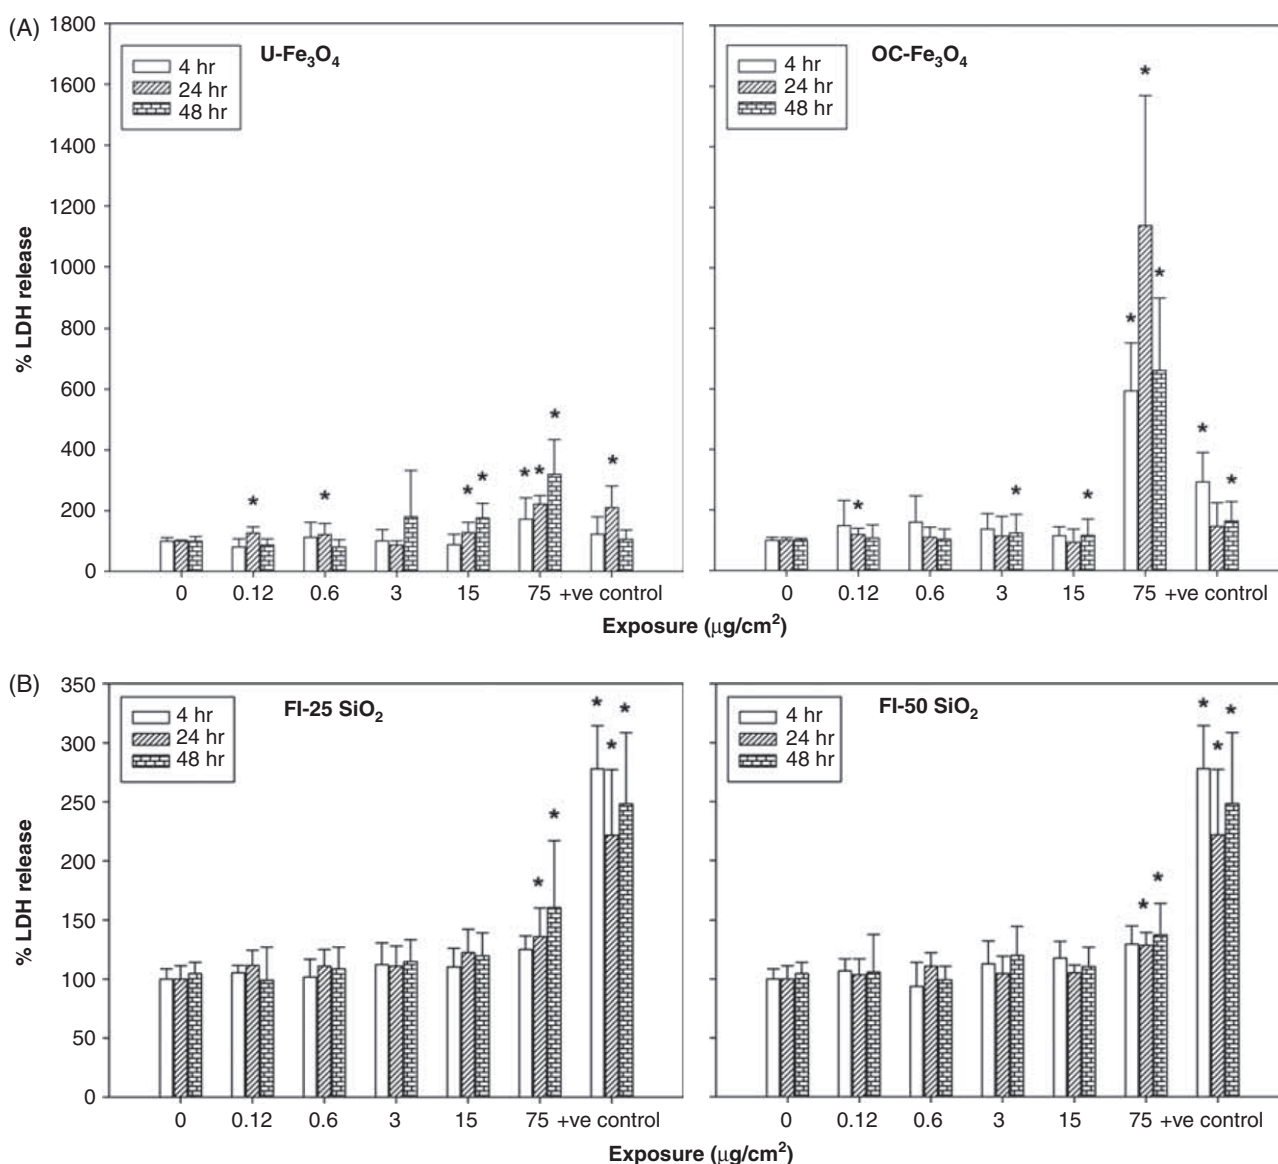 (A)
U-Fe₃O₄
4 hr
24 hr
48 hr
% LDH release
1800
1600
1400
1200
1000
800
600
400
200
0
0 0.12 0.6 3 15 75 +ve control
OC-Fe₃O₄
4 hr
24 hr
48 hr
0 0.12 0.6 3 15 75 +ve control
Exposure (μg/cm²)
(B)
FI-25 SiO₂
4 hr
24 hr
48 hr
% LDH release
350
300
250
200
150
100
50
0
0 0.12 0.6 3 15 75 +ve control
FI-50 SiO₂
4 hr
24 hr
48 hr
0 0.12 0.6 3 15 75 +ve control
Exposure (μg/cm²)